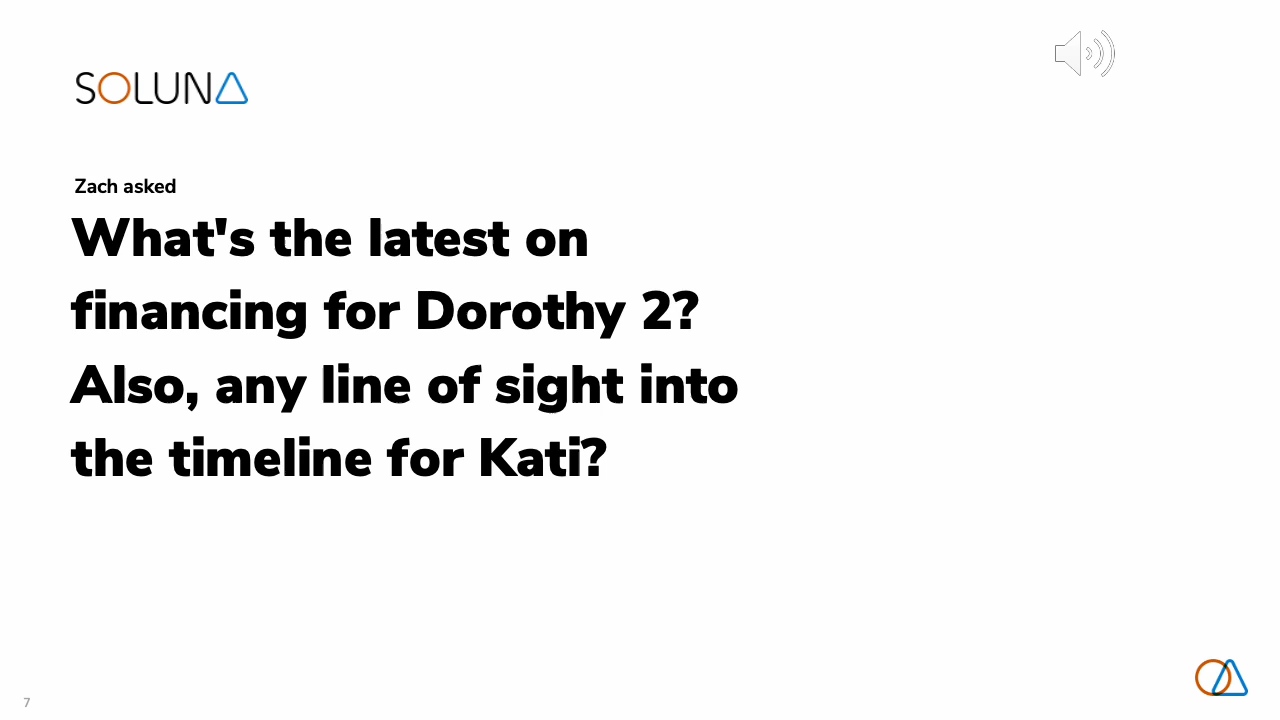 SOLUNA
Zach asked
What's the latest on
financing for Dorothy 2?
Also, any line of sight into
the timeline for Kati?
7